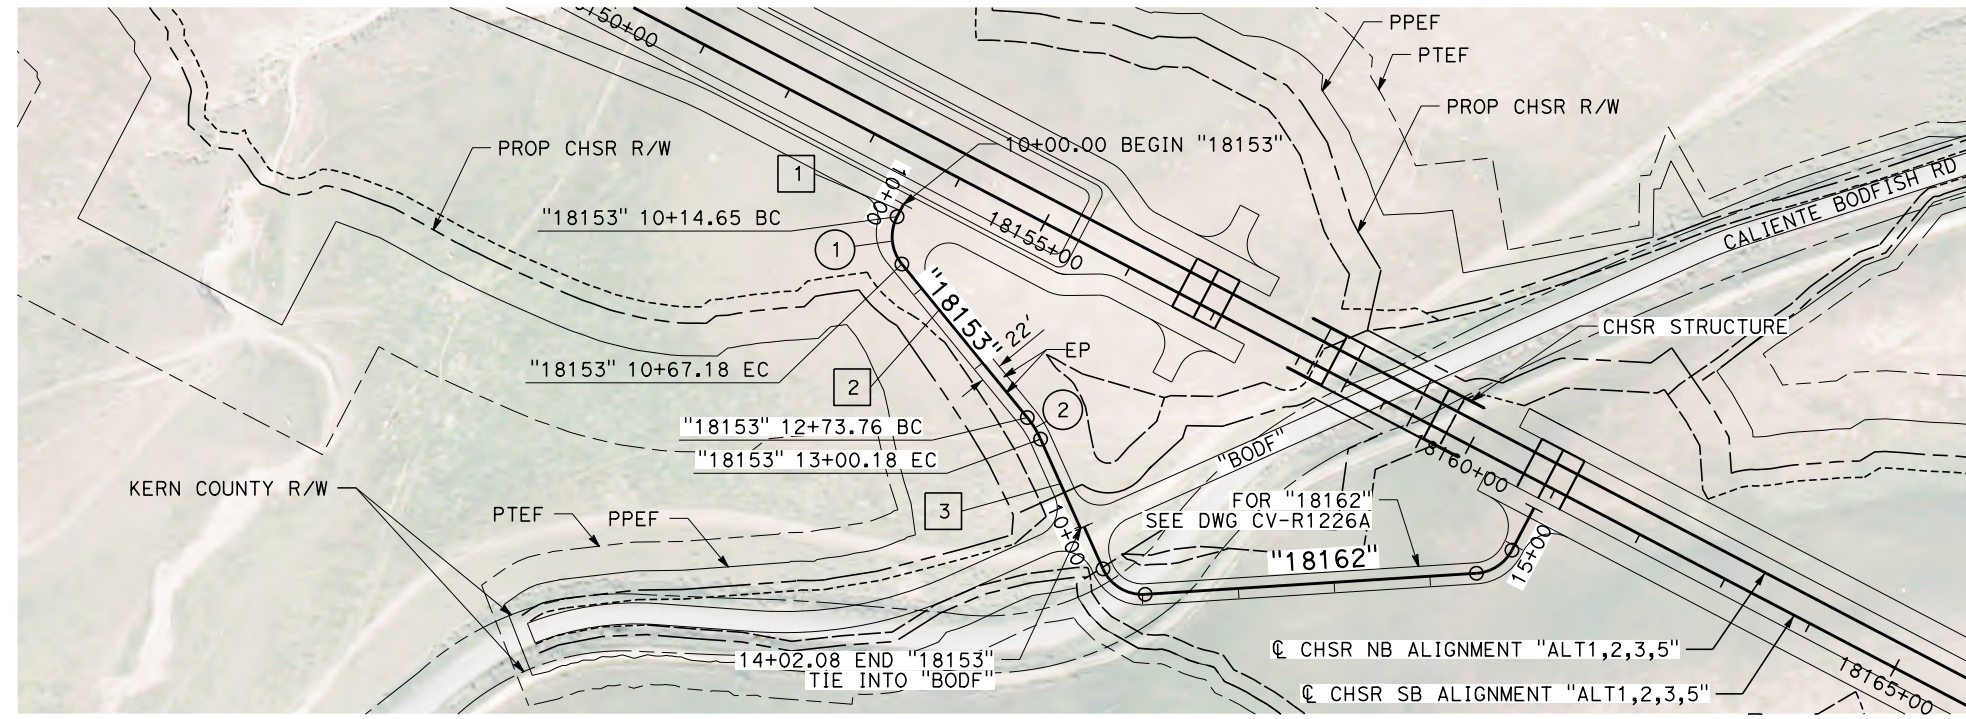 18150+00
PPEF
PTEF
PROP CHSR R/W
PROP CHSR R/W
10+00.00 BEGIN "18153"
1
10+00
"18153" 10+14.65 BC
1
18155+00
CALIENTE BODFISH RD
"18153"
22'
EP
CHSR STRUCTURE
"18153" 10+67.18 EC
2
2
"18153" 12+73.76 BC
"18153" 13+00.18 EC
"BODF"
18160+00
KERN COUNTY R/W
PTEF
PPEF
3
10+00
FOR "18162"
SEE DWG CV-R1226A
"18162"
15+00
14+02.08 END "18153"
TIE INTO "BODF"
℄ CHSR NB ALIGNMENT "ALT1,2,3,5"
℄ CHSR SB ALIGNMENT "ALT1,2,3,5"
18165+00